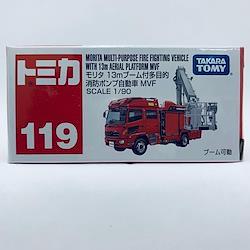 トミカ
MORITA MULTI-PURPOSE FIRE FIGHTING VEHICLE
WITH 13m AERIAL PLATFORM MVF
モリタ 13mブーム付多目的
消防ポンプ自動車 MVF
SCALE 1/90
TAKARA
TOMY
119
ブーム可動